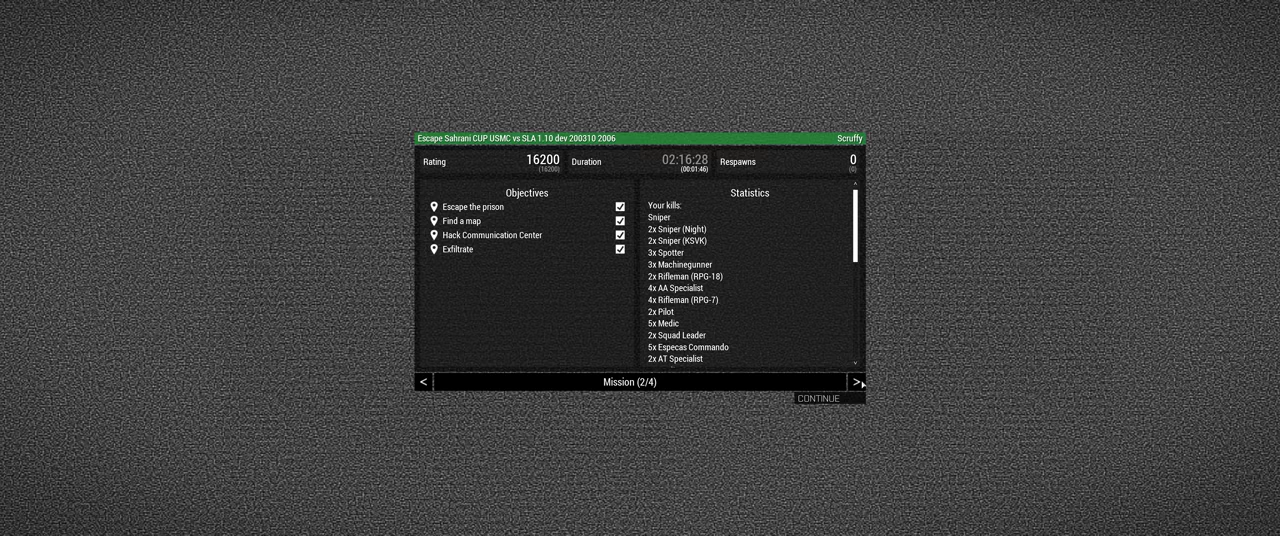 Escape Sahrani CUP USMC vs SLA 1.10 dev 200310 2006 Scruffy
Rating 16200 Duration 02:16:28 Respawns 0
(16200) (00:01:46) (0)
Objectives
Escape the prison
Find a map
Hack Communication Center
Exfiltrate
Statistics
Your kills:
Sniper
2x Sniper (Night)
2x Sniper (KSVK)
3x Spotter
3x Machinegunner
2x Rifleman (RPG-18)
4x AA Specialist
4x Rifleman (RPG-7)
2x Pilot
5x Medic
2x Squad Leader
5x Especas Commando
2x AT Specialist
< Mission (2/4) >
CONTINUE